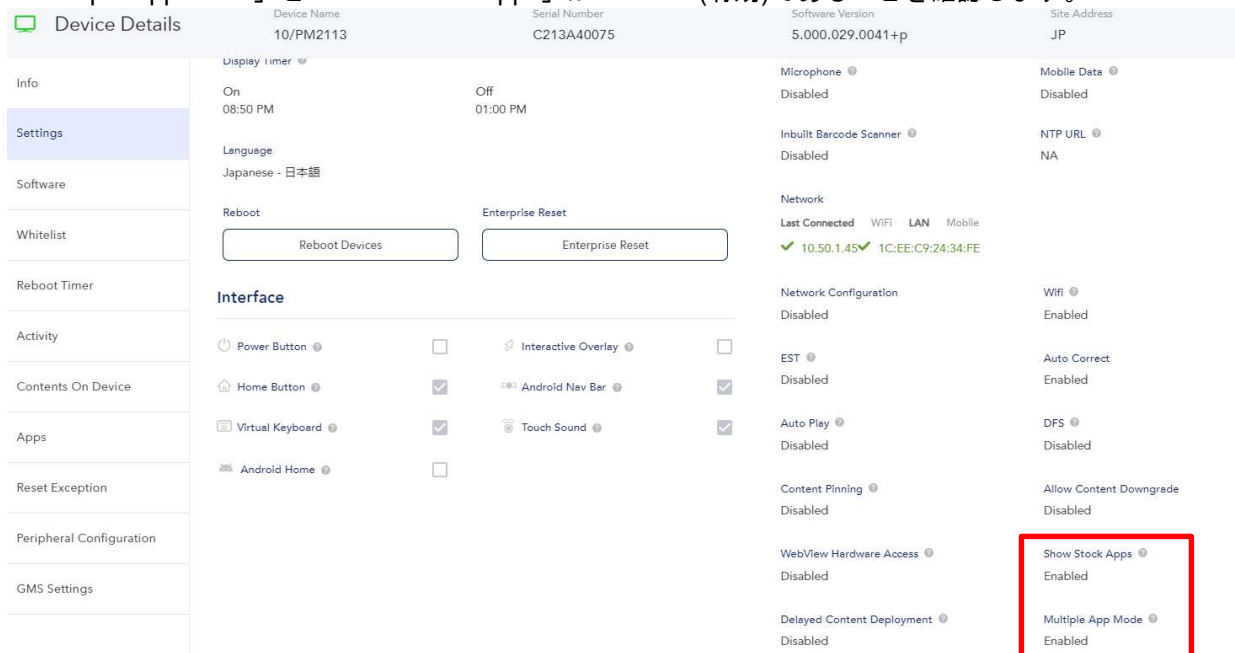 Device Details
Device Name
10/PM2113
Serial Number
C213A40075
Software Version
5.000.029.0041+p
Site Address
JP
Info
Settings
Software
Whitelist
Reboot Timer
Activity
Contents On Device
Apps
Reset Exception
Peripheral Configuration
GMS Settings
Display Timer
On
08:50 PM
Off
01:00 PM
Language
Japanese - 日本語
Reboot
Reboot Devices
Enterprise Reset
Enterprise Reset
Interface
Power Button
Interactive Overlay
Home Button
Android Nav Bar
Virtual Keyboard
Touch Sound
Android Home
Microphone
Disabled
Mobile Data
Disabled
Inbuilt Barcode Scanner
Disabled
NTP URL
NA
Network
Last Connected WiFi LAN Mobile
10.50.1.45 1C:EE:C9:24:34:FE
Network Configuration
Disabled
Wifi
Enabled
EST
Disabled
Auto Correct
Enabled
Auto Play
Disabled
DFS
Disabled
Content Pinning
Disabled
Allow Content Downgrade
Disabled
WebView Hardware Access
Disabled
Show Stock Apps
Enabled
Delayed Content Deployment
Disabled
Multiple App Mode
Enabled